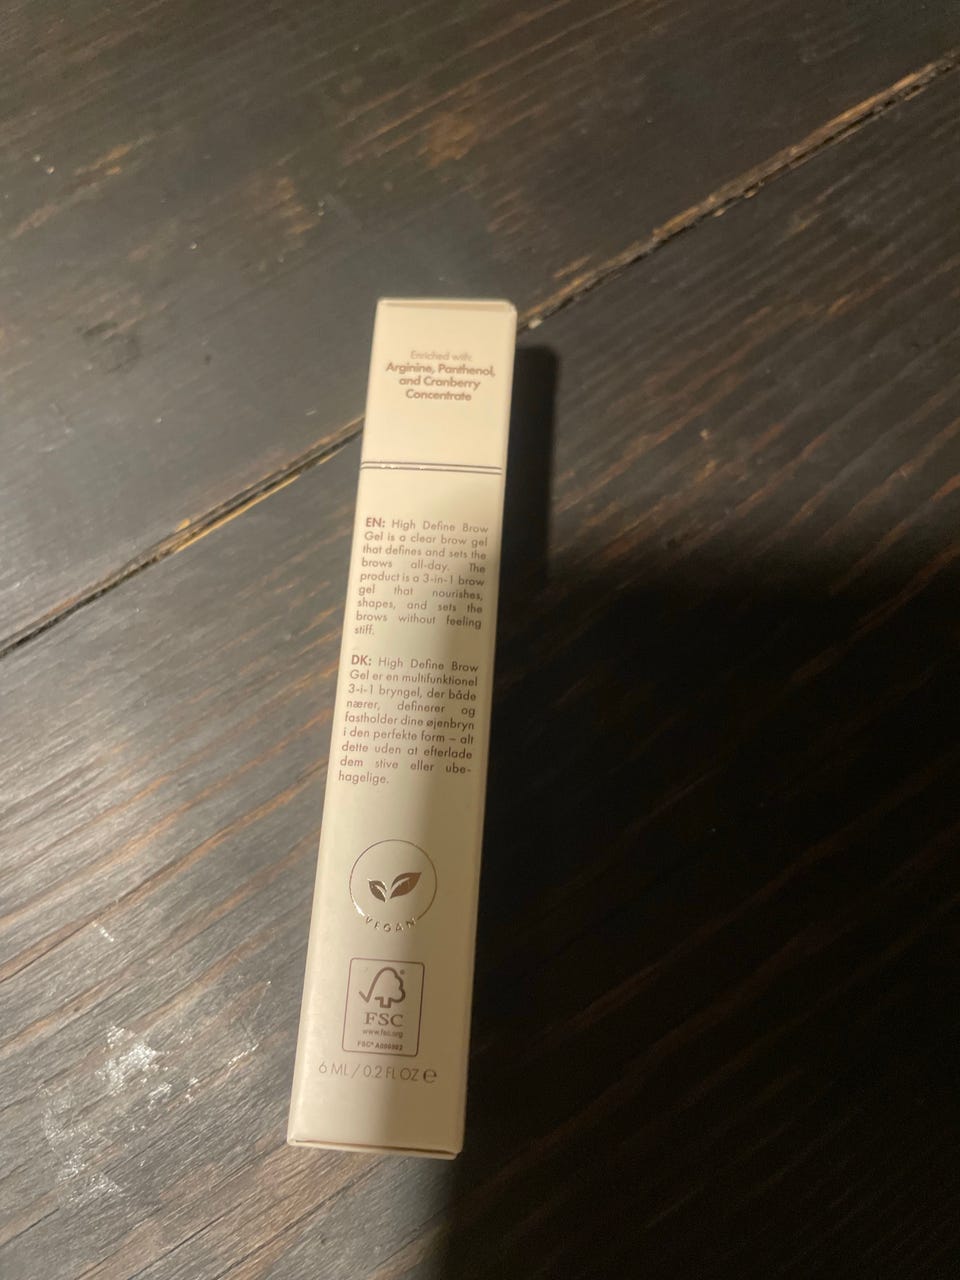 Enriched with:
Arginine, Panthenol,
and Cranberry
Concentrate
EN: High Define Brow
Gel is a clear brow gel
that defines and sets the
brows all-day. The
product is a 3-in-1 brow
gel that nourishes,
shapes, and sets the
brows without feeling
stiff.
DK: High Define Brow
Gel er en multifunktionel
3-i-1 bryngel, der både
nærer, definerer og
fastholder dine øjenbryn
i den perfekte form – alt
dette uden at efterlade
dem stive eller ube-
hagelige.
VEGAN
FSC
www.fsc.org
FSC® A000502
6 ML / 0.2 FL OZ ℮